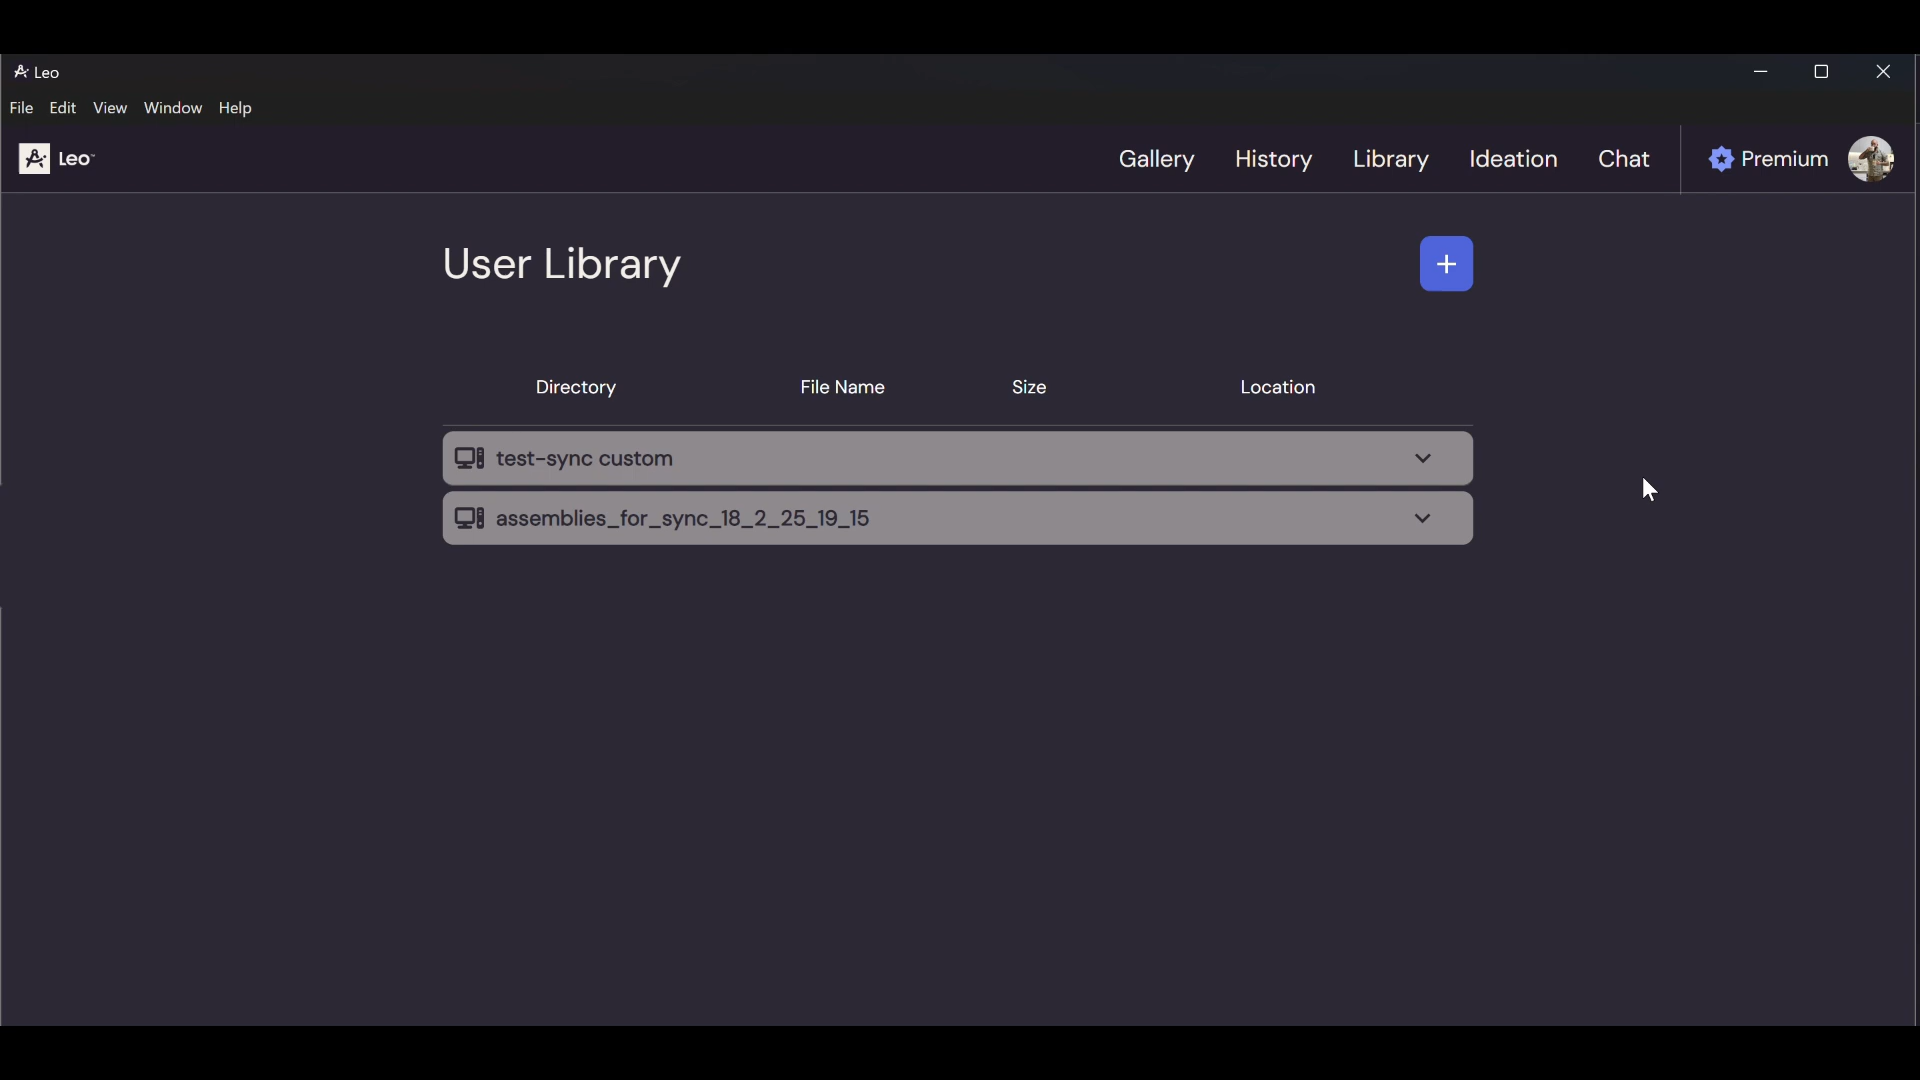 Leo
File Edit View Window Help
Leo™
Gallery History Library Ideation Chat Premium
User Library
+
Directory File Name Size Location
test-sync custom
assemblies_for_sync_18_2_25_19_15